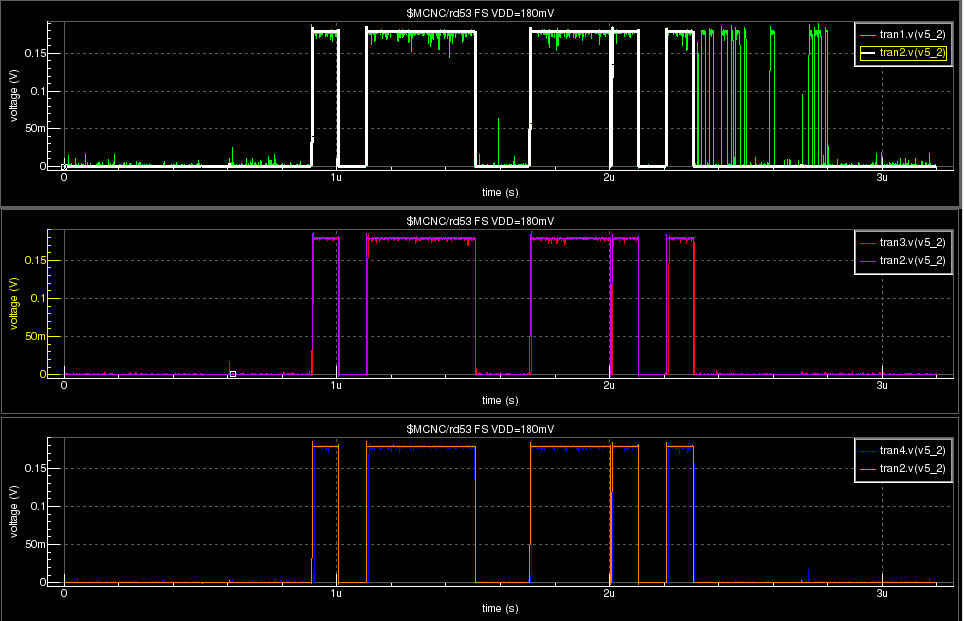 $MCNC/rd53 FS VDD=180mV
tran1.v(v5_2)
tran2.v(v5_2)
voltage (V)
0.15
0.1
50m
0
0 1u 2u 3u
time (s)
$MCNC/rd53 FS VDD=180mV
tran3.v(v5_2)
tran2.v(v5_2)
voltage (V)
0.15
0.1
50m
0
0 1u 2u 3u
time (s)
$MCNC/rd53 FS VDD=180mV
tran4.v(v5_2)
tran2.v(v5_2)
voltage (V)
0.15
0.1
50m
0
0 1u 2u 3u
time (s)